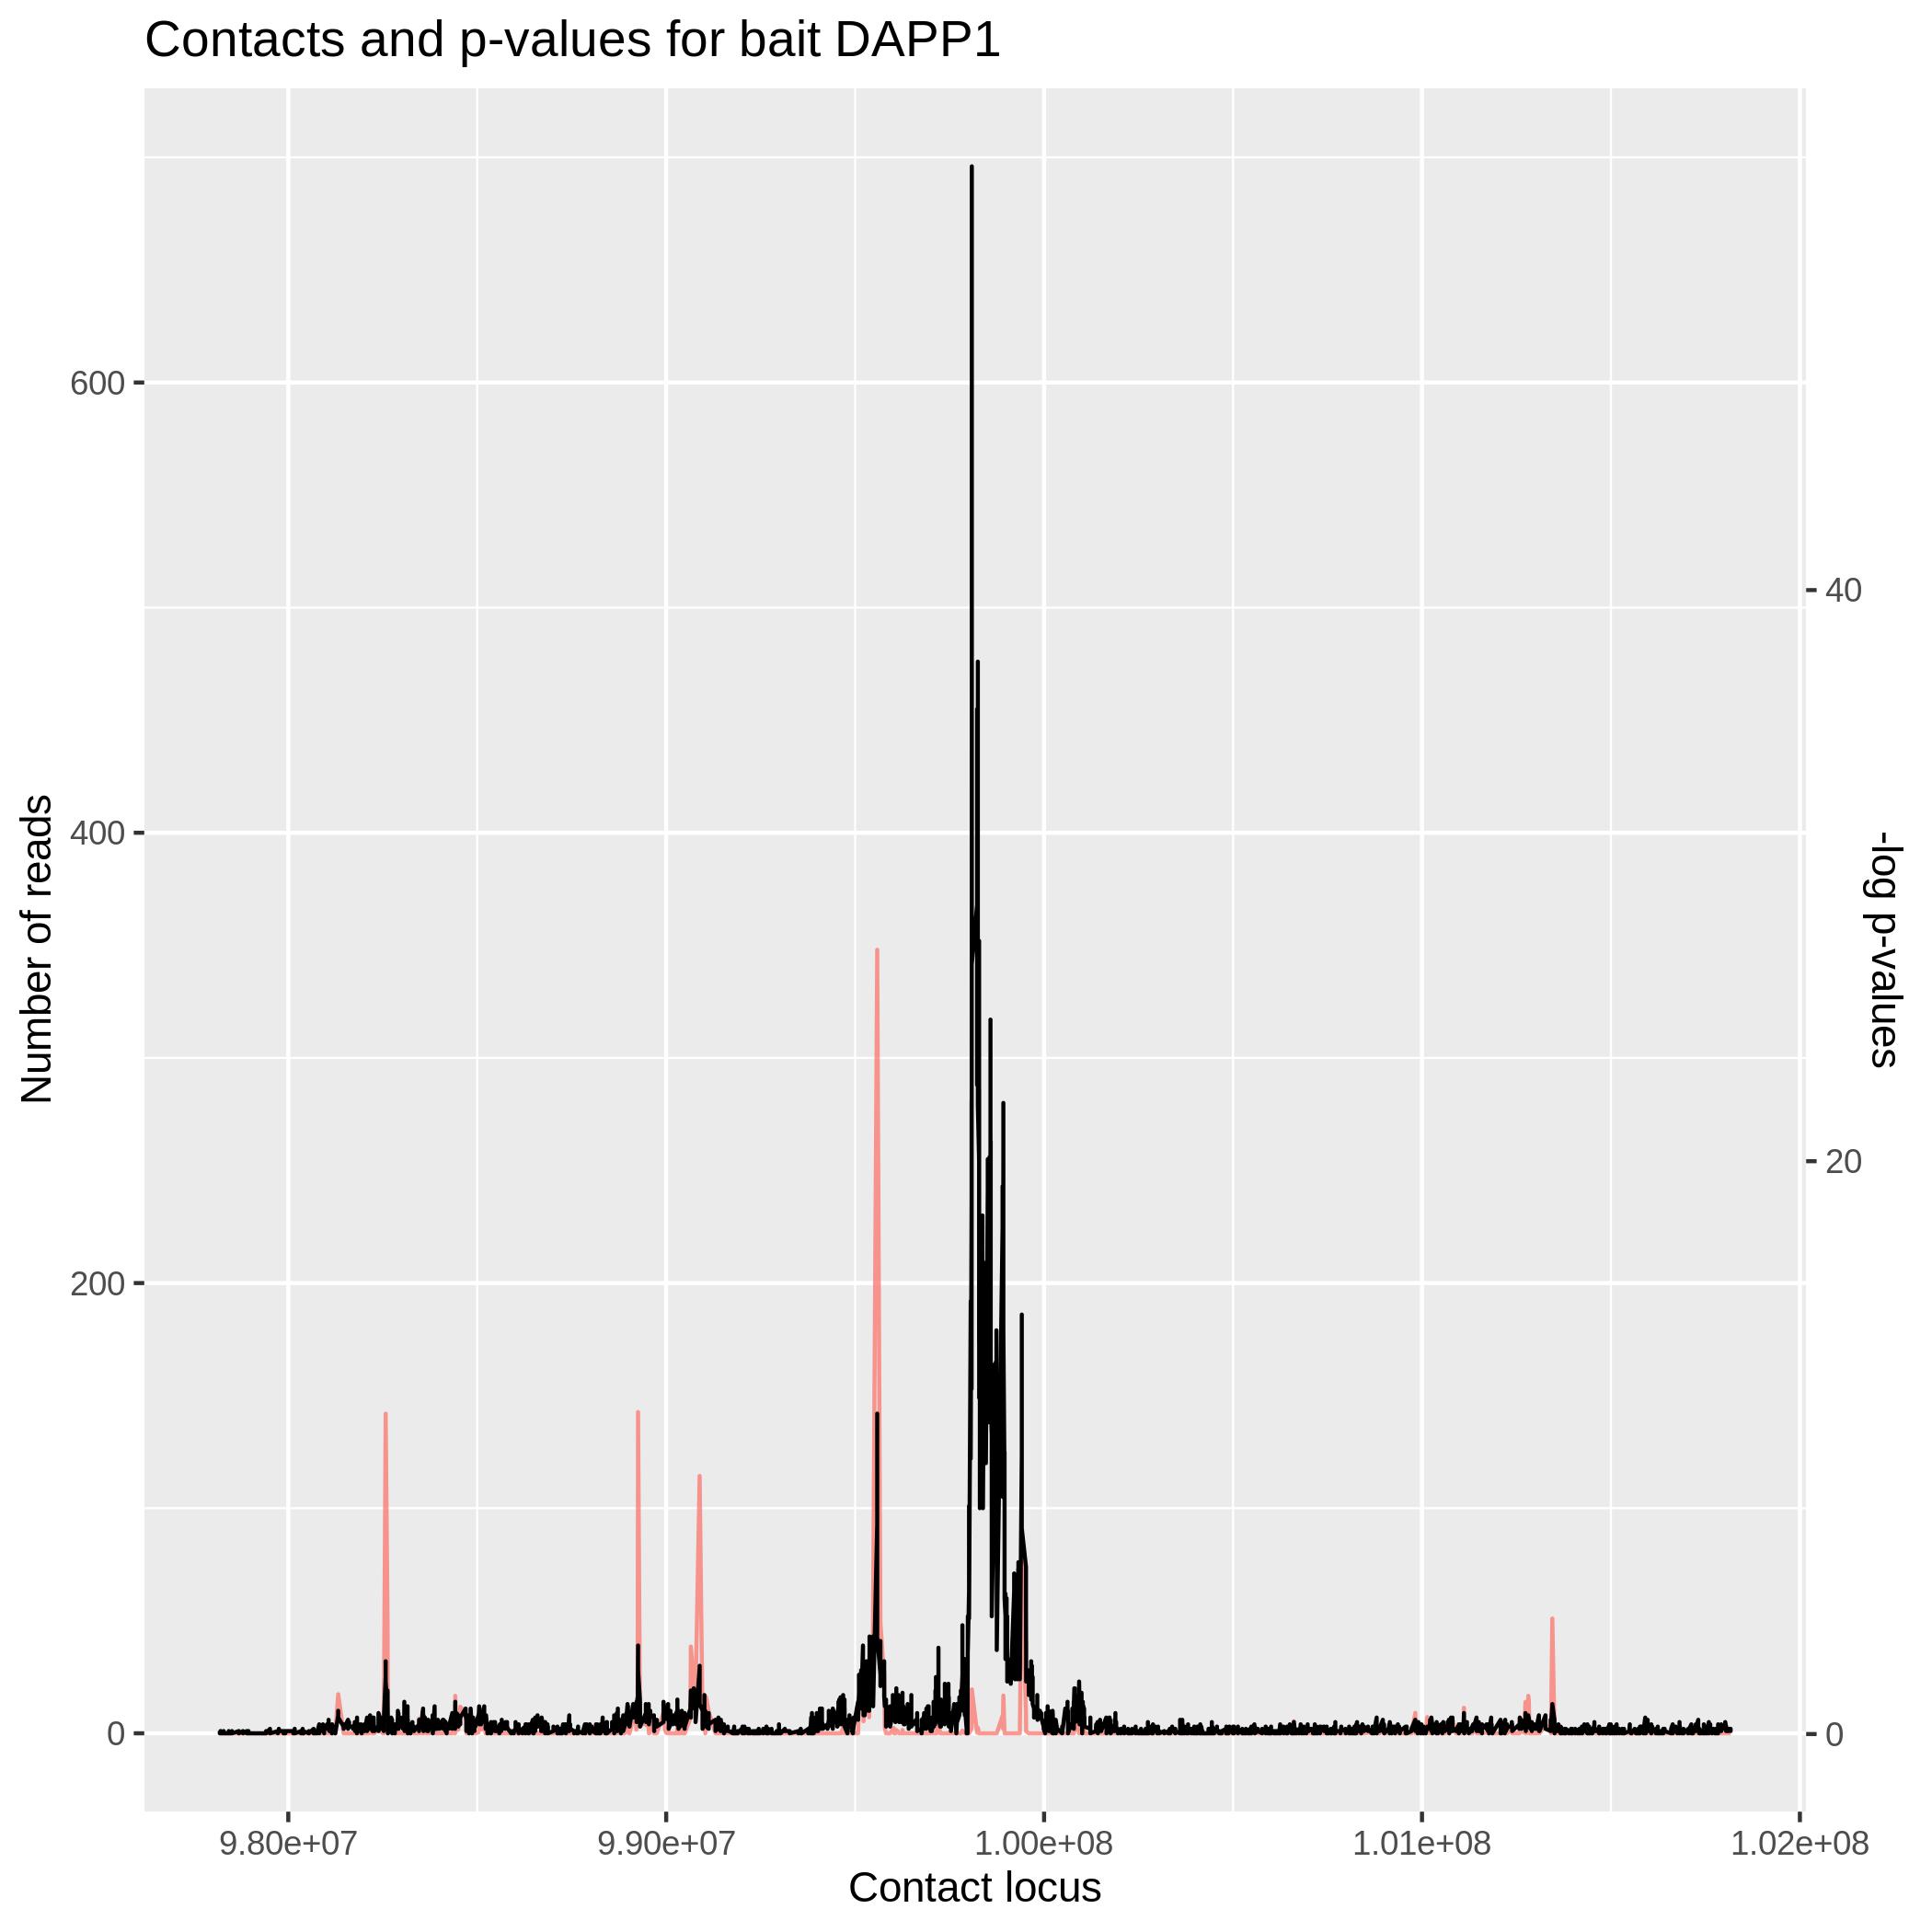 Contacts and p-values for bait DAPP1
Number of reads
600
400
200
0
40
20
0
-log p-values
9.80e+07
9.90e+07
1.00e+08
1.01e+08
1.02e+08
Contact locus